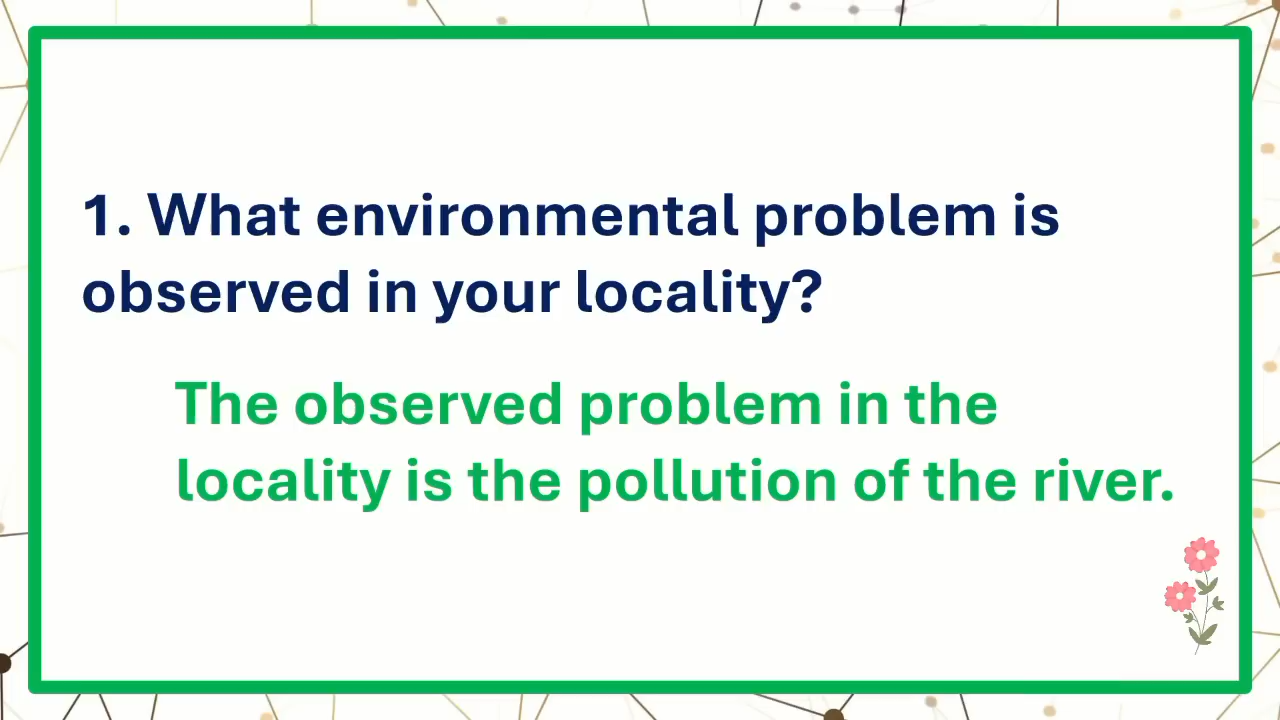 1. What environmental problem is
observed in your locality?
The observed problem in the
locality is the pollution of the river.